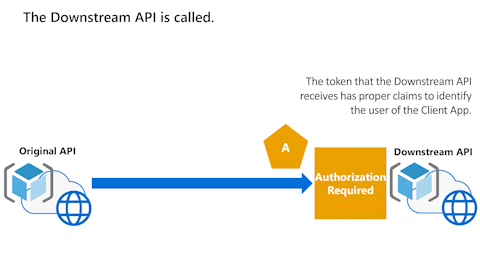 The Downstream API is called.
The token that the Downstream API
receives has proper claims to identify
the user of the Client App.
Original API
A
Downstream API
Authorization
Required